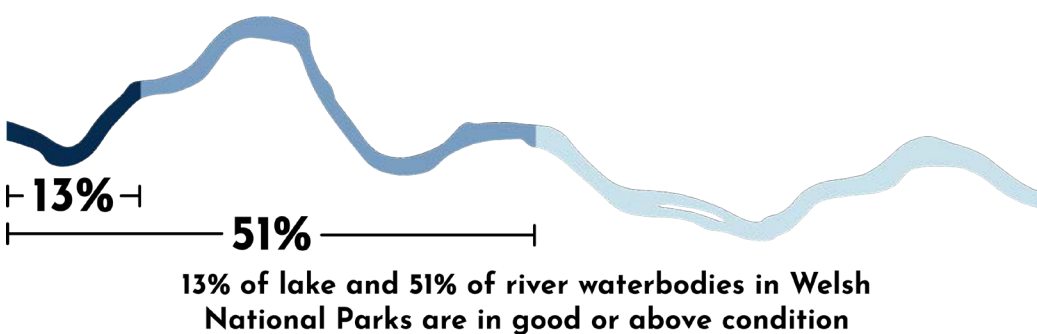 13%
51%
13% of lake and 51% of river waterbodies in Welsh
National Parks are in good or above condition